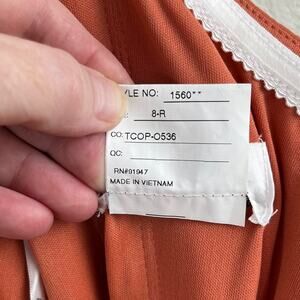 YLE NO: 1560**
8-R
CO: TCOP-O536
QC:
RN#91947
MADE IN VIETNAM